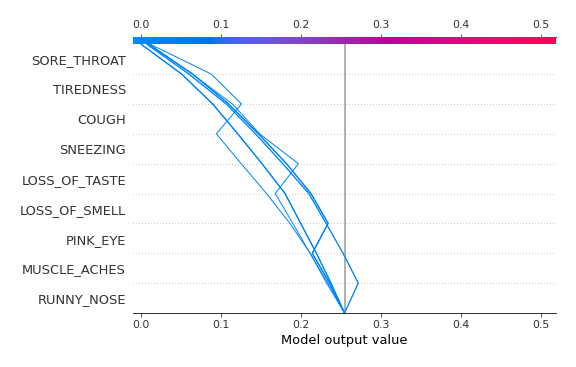 0.0 0.1 0.2 0.3 0.4 0.5
SORE_THROAT
TIREDNESS
COUGH
SNEEZING
LOSS_OF_TASTE
LOSS_OF_SMELL
PINK_EYE
MUSCLE_ACHES
RUNNY_NOSE
0.0 0.1 0.2 0.3 0.4 0.5
Model output value